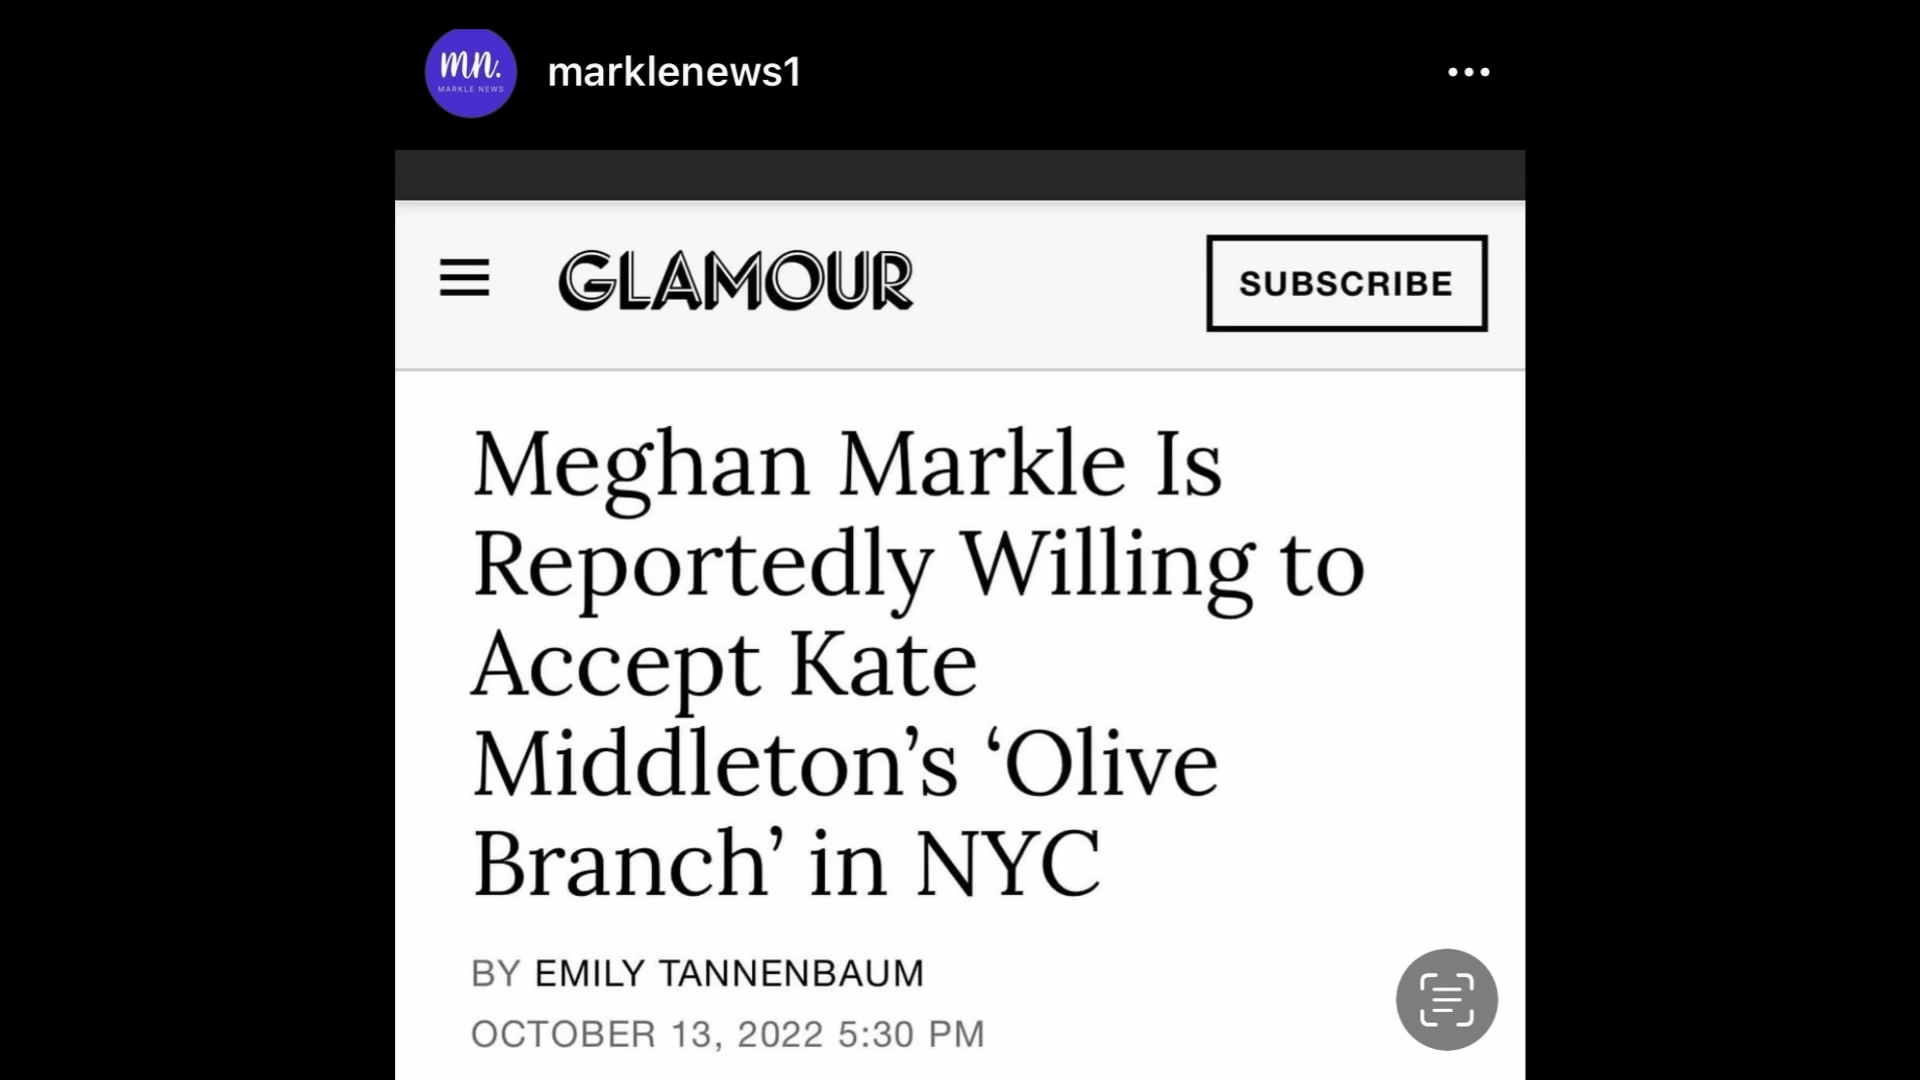 mn.
MARKLE NEWS
marklenews1
GLAMOUR
SUBSCRIBE
Meghan Markle Is
Reportedly Willing to
Accept Kate
Middleton’s ‘Olive
Branch’ in NYC
BY EMILY TANNENBAUM
OCTOBER 13, 2022 5:30 PM